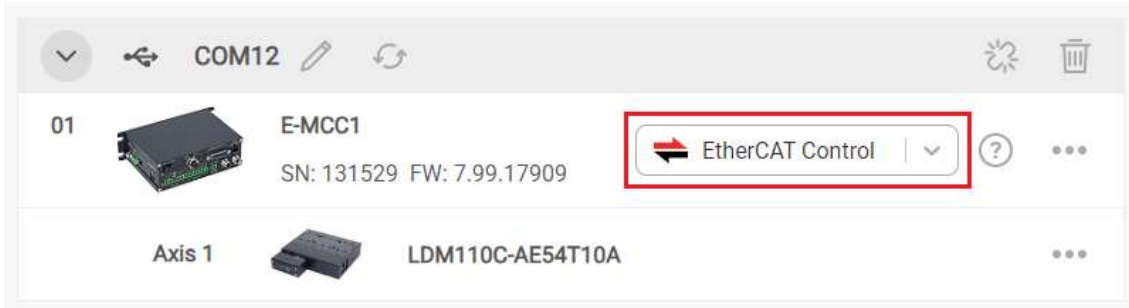 COM12
01
E-MCC1
EtherCAT Control
?
SN: 131529 FW: 7.99.17909
Axis 1
LDM110C-AE54T10A